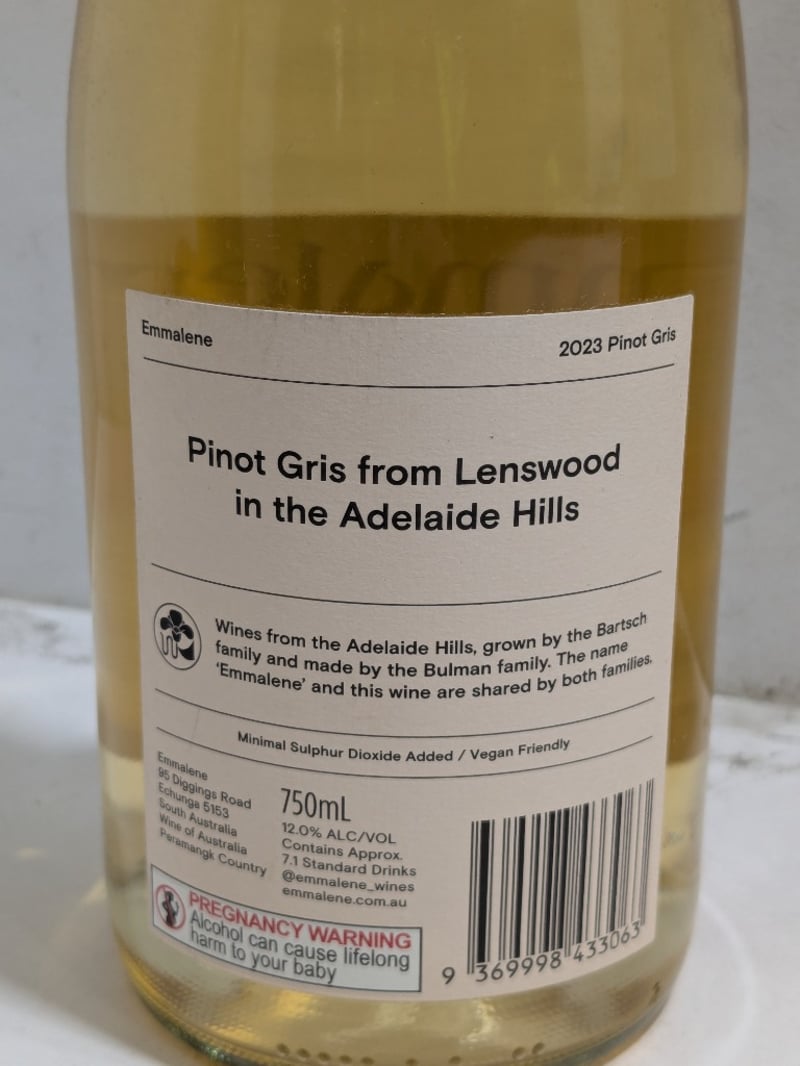 Emmalene
2023 Pinot Gris
Pinot Gris from Lenswood
in the Adelaide Hills
Wines from the Adelaide Hills, grown by the Bartsch
family and made by the Bulman family. The name
‘Emmalene’ and this wine are shared by both families.
Minimal Sulphur Dioxide Added / Vegan Friendly
Emmalene
95 Diggings Road
Echunga 5153
South Australia
Wine of Australia
Peramangk Country
750mL
12.0% ALC/VOL
Contains Approx.
7.1 Standard Drinks
@emmalene_wines
emmalene.com.au
PREGNANCY WARNING
Alcohol can cause lifelong
harm to your baby
9 369998 433063